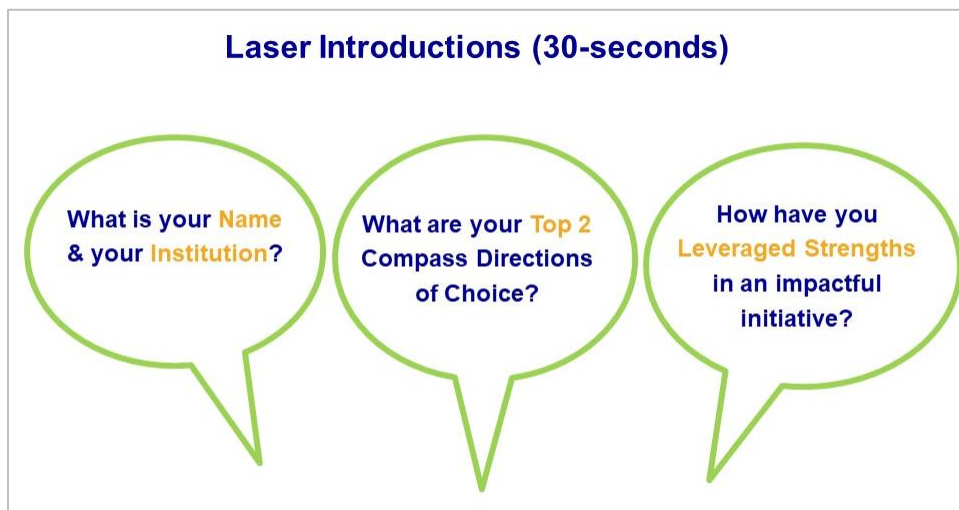 Laser Introductions (30-seconds)
What is your Name
& your Institution?
What are your Top 2
Compass Directions
of Choice?
How have you
Leveraged Strengths
in an impactful
initiative?